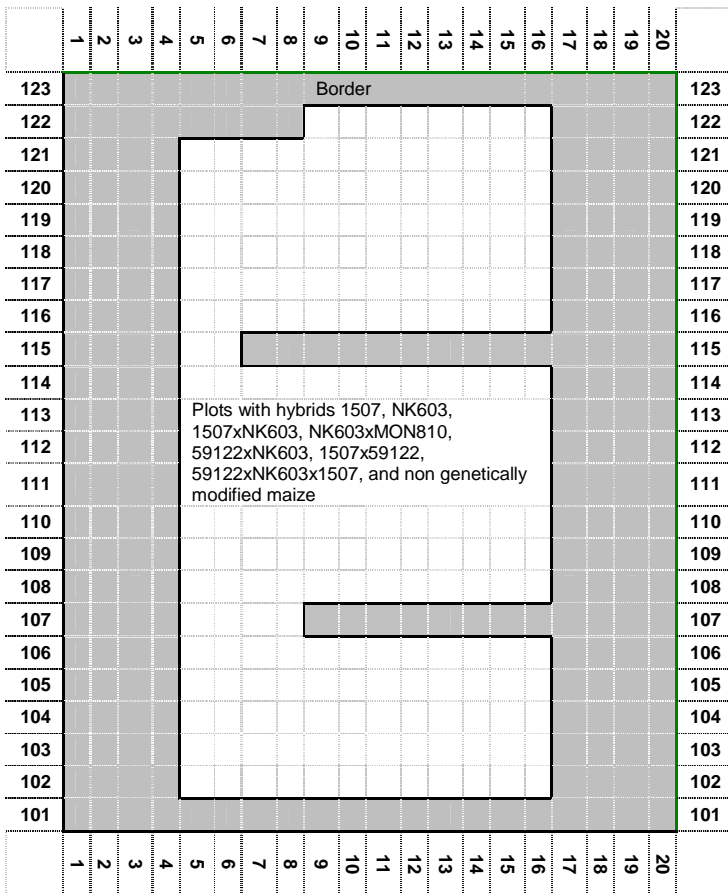 1 2 3 4 5 6 7 8 9 10 11 12 13 14 15 16 17 18 19 20
123 Border 123
122 122
121 121
120 120
119 119
118 118
117 117
116 116
115 115
114 114
113 Plots with hybrids 1507, NK603, 113
1507xNK603, NK603xMON810,
112 59122xNK603, 1507x59122, 112
111 59122xNK603x1507, and non genetically 111
modified maize
110 110
109 109
108 108
107 107
106 106
105 105
104 104
103 103
102 102
101 101
1 2 3 4 5 6 7 8 9 10 11 12 13 14 15 16 17 18 19 20